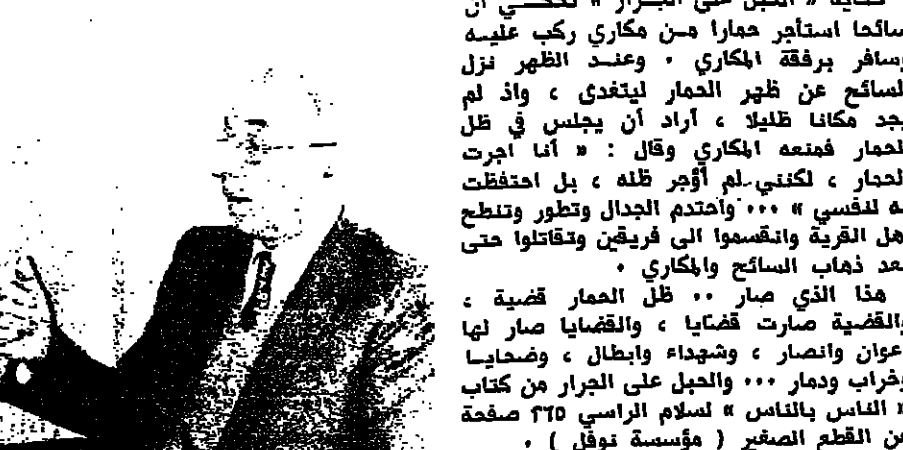 « الحبل على الجرار » تحكي ان
سائحا استأجر حمارا من مكاري ركب عليه
وسافر برفقة المكاري . وعند الظهر نزل
السائح عن ظهر الحمار ليتغدى ، واذ لم
يجد مكانا ظليلا ، أراد أن يجلس في ظل
الحمار فمنعه المكاري وقال : « أنا اجرت
الحمار ، لكنني لم أؤجر ظله ، بل احتفظت
به لنفسي » ... واحتدم الجدال وتطور وتنطح
اهل القرية وانقسموا الى فريقين وتقاتلوا حتى
بعد ذهاب السائح والمكاري .
هذا الذي صار .. ظل الحمار قضية ،
والقضية صارت قضايا ، والقضايا صار لها
اعوان وانصار ، وشهداء وابطال ، وضحايا
وخراب ودمار ... والحبل على الجرار من كتاب
« الناس بالناس » لسلام الراسي ٢٦٥ صفحة
من القطع الصغير ( مؤسسة نوفل ) .